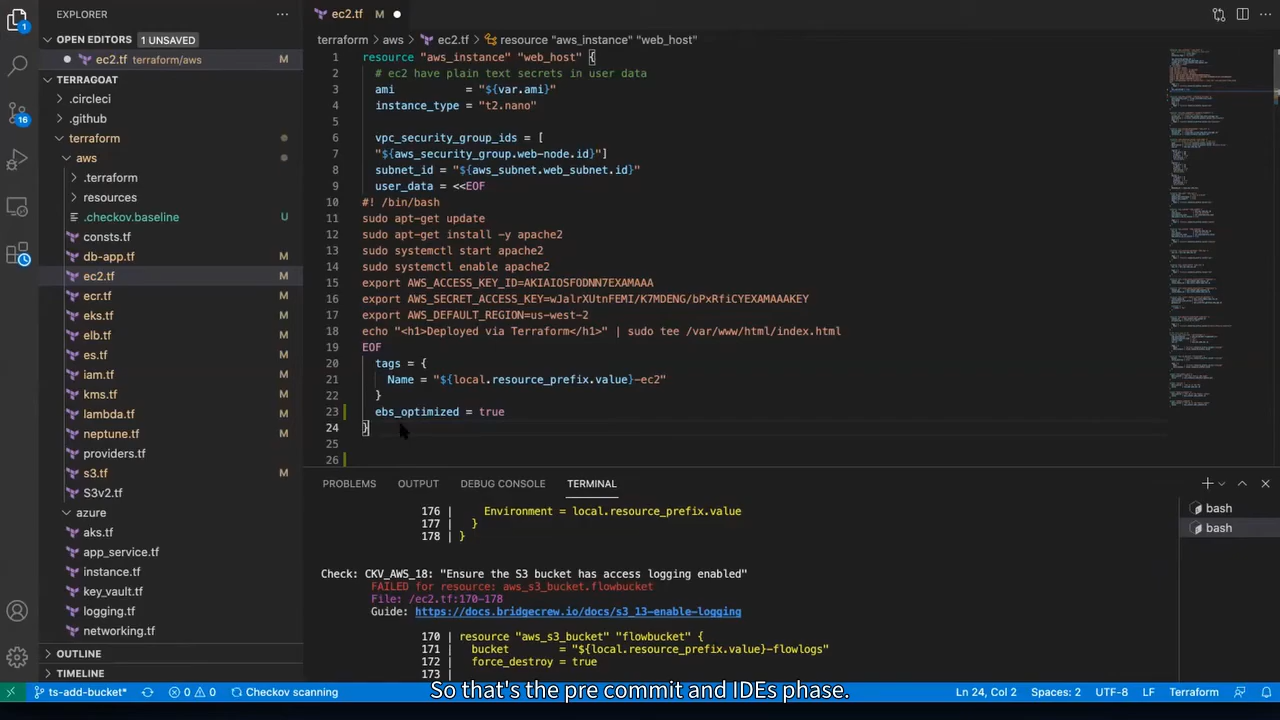 EXPLORER
ec2.tf M
OPEN EDITORS 1 UNSAVED
ec2.tf terraform/aws M
TERRAGOAT
.circleci
.github
terraform
aws
.terraform
resources
.checkov.baseline U
consts.tf
db-app.tf M
ec2.tf M
ecr.tf M
eks.tf M
elb.tf M
es.tf M
iam.tf M
kms.tf M
lambda.tf M
neptune.tf M
providers.tf
s3.tf M
S3v2.tf
azure
aks.tf
app_service.tf
instance.tf
key_vault.tf
logging.tf
networking.tf
OUTLINE
TIMELINE
1
16
terraform > aws > ec2.tf > resource "aws_instance" "web_host"
1 resource "aws_instance" "web_host" {
2 # ec2 have plain text secrets in user data
3 ami = "${var.ami}"
4 instance_type = "t2.nano"
5
6 vpc_security_group_ids = [
7 "${aws_security_group.web-node.id}"]
8 subnet_id = "${aws_subnet.web_subnet.id}"
9 user_data = <<EOF
10 #! /bin/bash
11 sudo apt-get update
12 sudo apt-get install -y apache2
13 sudo systemctl start apache2
14 sudo systemctl enable apache2
15 export
16 export
17 export AWS_DEFAULT_REGION=us-west-2
18 echo "<h1>Deployed via Terraform</h1>" | sudo tee /var/www/html/index.html
19 EOF
20 tags = {
21 Name = "${local.resource_prefix.value}-ec2"
22 }
23 ebs_optimized = true
24 }
25
26
PROBLEMS OUTPUT DEBUG CONSOLE TERMINAL
bash
bash
176 | Environment = local.resource_prefix.value
177 | }
178 | }
Check: CKV_AWS_18: "Ensure the S3 bucket has access logging enabled"
FAILED for resource: aws_s3_bucket.flowbucket
File: /ec2.tf:170-178
Guide: https://docs.bridgecrew.io/docs/s3_13-enable-logging
170 | resource "aws_s3_bucket" "flowbucket" {
171 | bucket = "${local.resource_prefix.value}-flowlogs"
172 | force_destroy = true
173 |
So that's the pre commit and IDEs phase.
ts-add-bucket* 0 0 Checkov scanning Ln 24, Col 2 Spaces: 2 UTF-8 LF Terraform